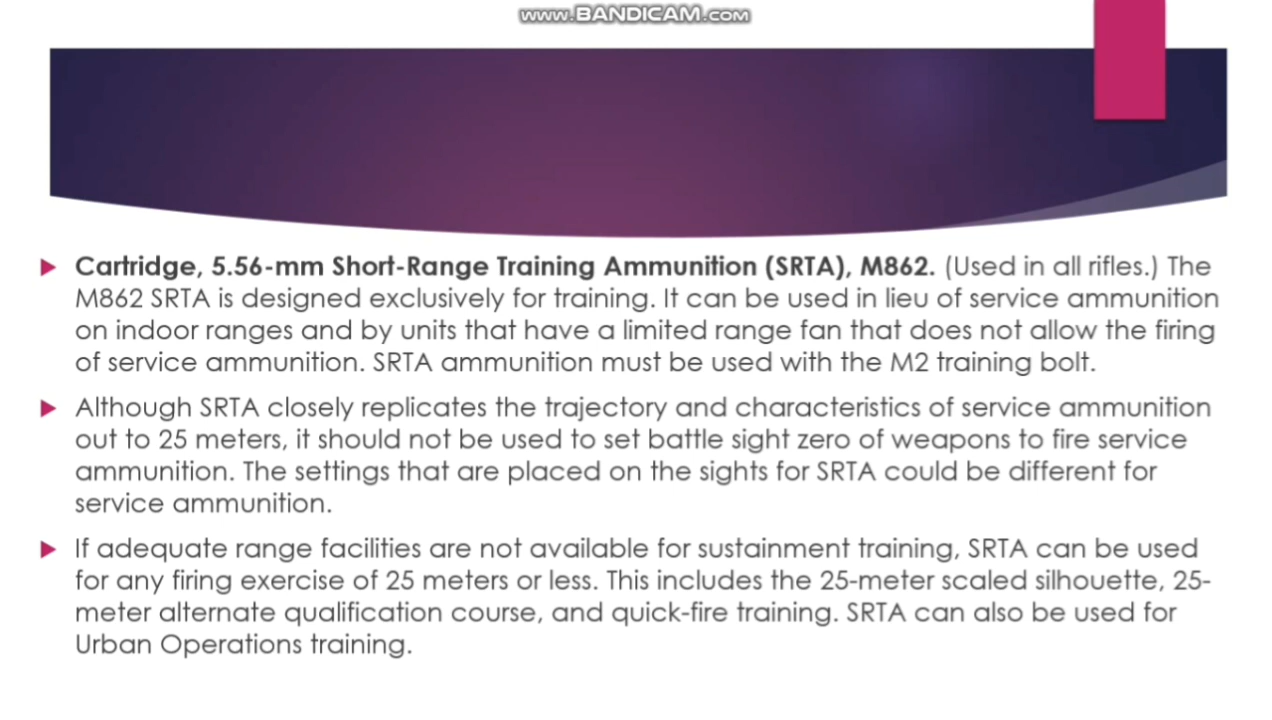 www.BANDICAM.com
Cartridge, 5.56-mm Short-Range Training Ammunition (SRTA), M862. (Used in all rifles.) The
M862 SRTA is designed exclusively for training. It can be used in lieu of service ammunition
on indoor ranges and by units that have a limited range fan that does not allow the firing
of service ammunition. SRTA ammunition must be used with the M2 training bolt.
Although SRTA closely replicates the trajectory and characteristics of service ammunition
out to 25 meters, it should not be used to set battle sight zero of weapons to fire service
ammunition. The settings that are placed on the sights for SRTA could be different for
service ammunition.
If adequate range facilities are not available for sustainment training, SRTA can be used
for any firing exercise of 25 meters or less. This includes the 25-meter scaled silhouette, 25-
meter alternate qualification course, and quick-fire training. SRTA can also be used for
Urban Operations training.